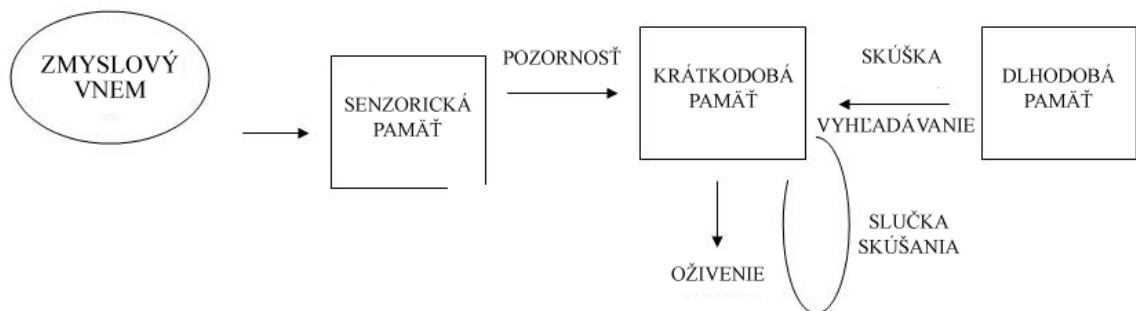 ZMYSLOVÝ
VNEM
SENZORICKÁ
PAMÄŤ
POZORNOSŤ
KRÁTKODOBÁ
PAMÄŤ
SKÚŠKA
VYHĽADÁVANIE
DLHODOBÁ
PAMÄŤ
OŽIVENIE
SLUČKA
SKÚŠANIA